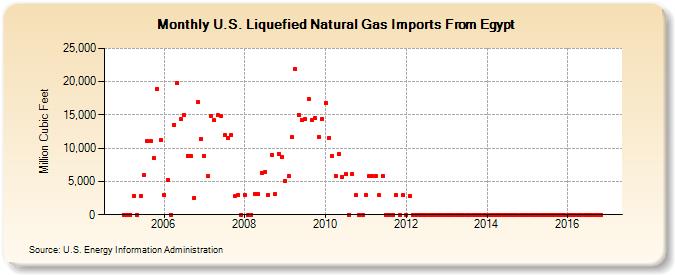 Monthly U.S. Liquefied Natural Gas Imports From Egypt
Million Cubic Feet
25,000
20,000
15,000
10,000
5,000
0
2006 2008 2010 2012 2014 2016
Source: U.S. Energy Information Administration